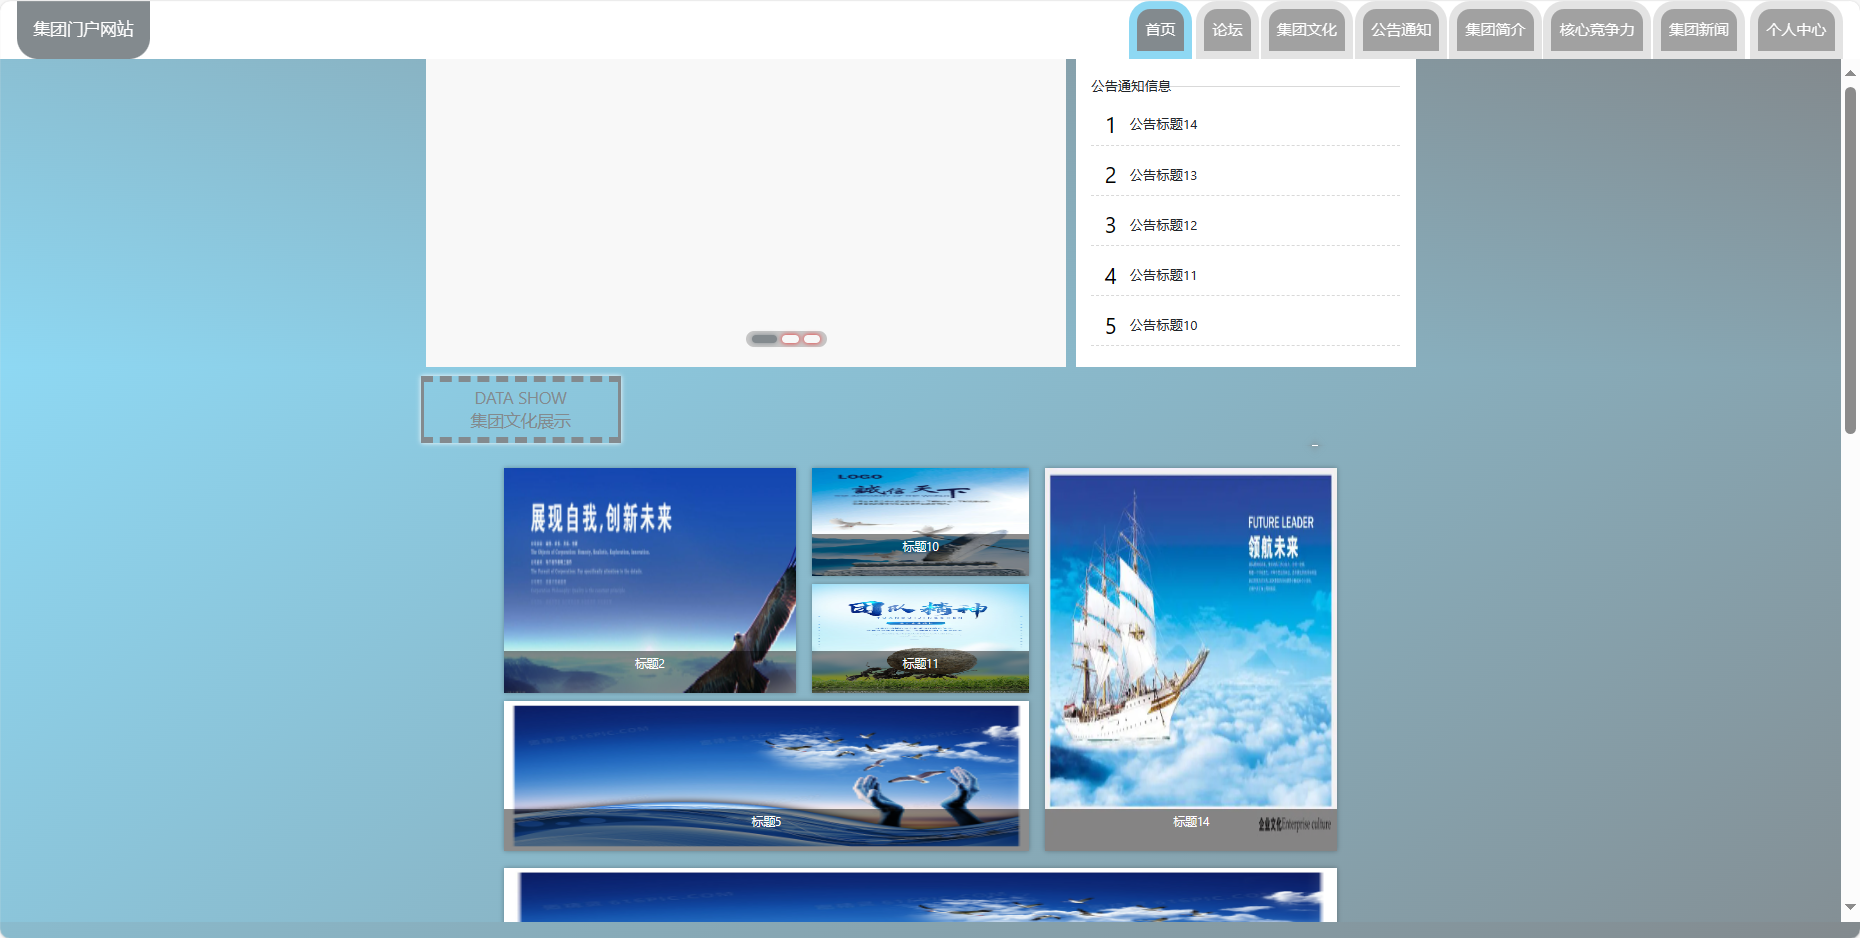 集团门户网站
首页
论坛
集团文化
公告通知
集团简介
核心竞争力
集团新闻
个人中心
公告通知信息
1 公告标题14
2 公告标题13
3 公告标题12
4 公告标题11
5 公告标题10
DATA SHOW
集团文化展示
展现自我,创新未来
标题2
LOGO
誠信天下
标题10
团队精神
标题11
FUTURE LEADER
领航未来
标题5
标题14
企业文化Enterprise culture